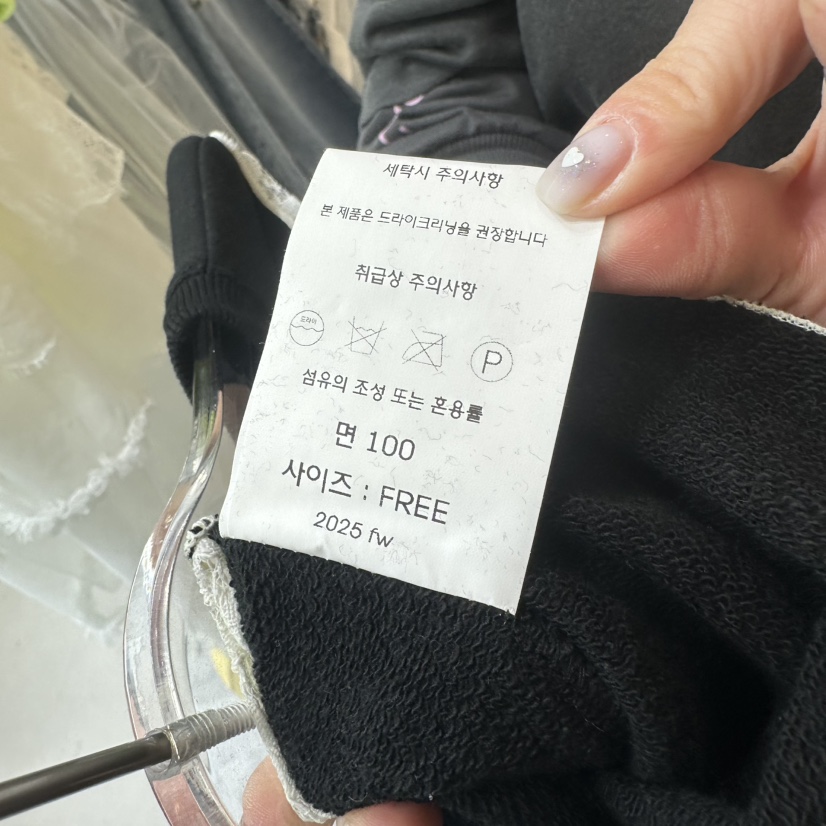 세탁시 주의사항
본 제품은 드라이크리닝을 권장합니다
취급상 주의사항
드라이
P
섬유의 조성 또는 혼용률
면 100
사이즈 : FREE
2025 fw